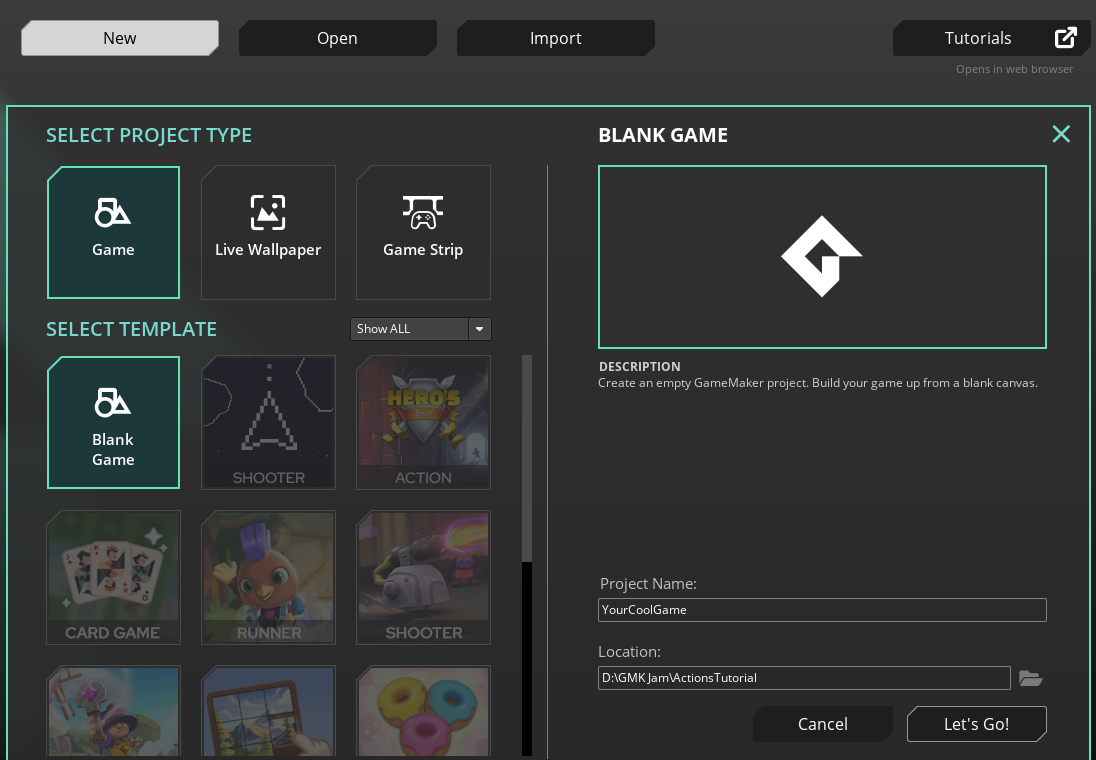 New
Open
Import
Tutorials
Opens in web browser
SELECT PROJECT TYPE
Game
Live Wallpaper
Game Strip
SELECT TEMPLATE
Show ALL
Blank
Game
SHOOTER
HERO'S
Trail
ACTION
CARD GAME
RUNNER
SHOOTER
BLANK GAME
DESCRIPTION
Create an empty GameMaker project. Build your game up from a blank canvas.
Project Name:
YourCoolGame
Location:
D:\GMK Jam\ActionsTutorial
Cancel
Let's Go!